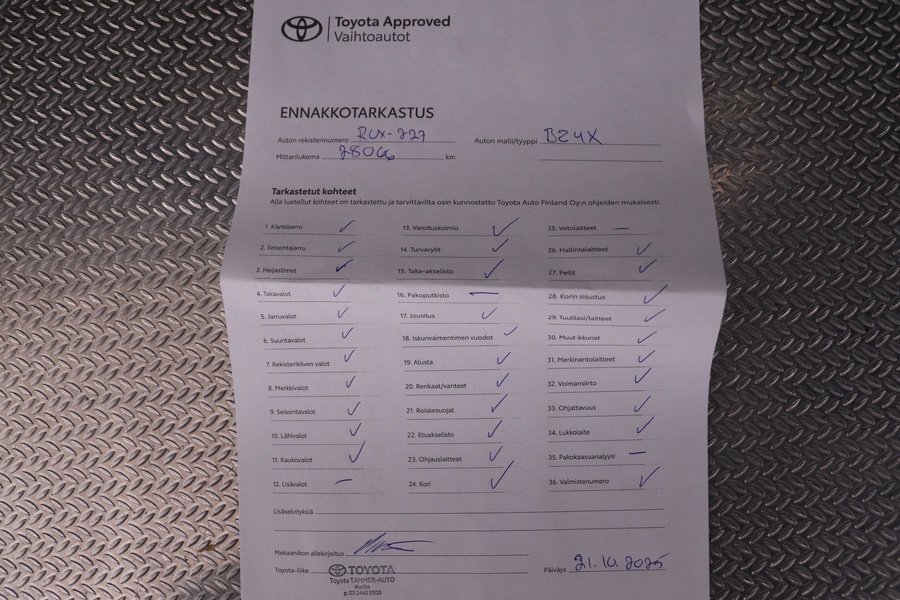 Toyota Approved
Vaihtoautot
ENNAKKOTARKASTUS
Auton rekisterinumero RUX-727 Auton malli/tyyppi BZ4X
Mittarilukema 28066 km
Tarkastetut kohteet
Alla luetellut kohteet on tarkastettu ja tarvittavilta osin kunnostettu Toyota Auto Finland Oy:n ohjeiden mukaisesti.
1. Käyttöjarru ✓ 13. Varoituskolmio ✓ 25. Vetolaitteet —
2. Seisontajarru ✓ 14. Turvavyöt ✓ 26. Hallintalaitteet ✓
3. Heijastimet ✓ 15. Taka-akselisto ✓ 27. Peilit ✓
4. Takavalot ✓ 16. Pakoputkisto — 28. Korin sisustus ✓
5. Jarruvalot ✓ 17. Jousitus ✓ 29. Tuulilasi/laitteet ✓
6. Suuntavalot ✓ 18. Iskunvaimentimen vuodot ✓ 30. Muut ikkunat ✓
7. Rekisterikilven valot ✓ 19. Alusta ✓ 31. Merkinantolaitteet ✓
8. Merkkivalot ✓ 20. Renkaat/vanteet ✓ 32. Voimansiirto ✓
9. Seisontavalot ✓ 21. Roiskesuojat ✓ 33. Ohjattavuus ✓
10. Lähivalot ✓ 22. Etuakselisto ✓ 34. Lukkolaite ✓
11. Kaukovalot ✓ 23. Ohjauslaitteet ✓ 35. Pakokaasuanalyysi —
12. Lisävalot — 24. Kori ✓ 36. Valmistenumero ✓
Lisäselvityksiä
Mekaanikon allekirjoitus
Toyota-liike TOYOTA Päiväys 21.10.2025
Toyota TAMMER-AUTO
p. 03 2440 3500